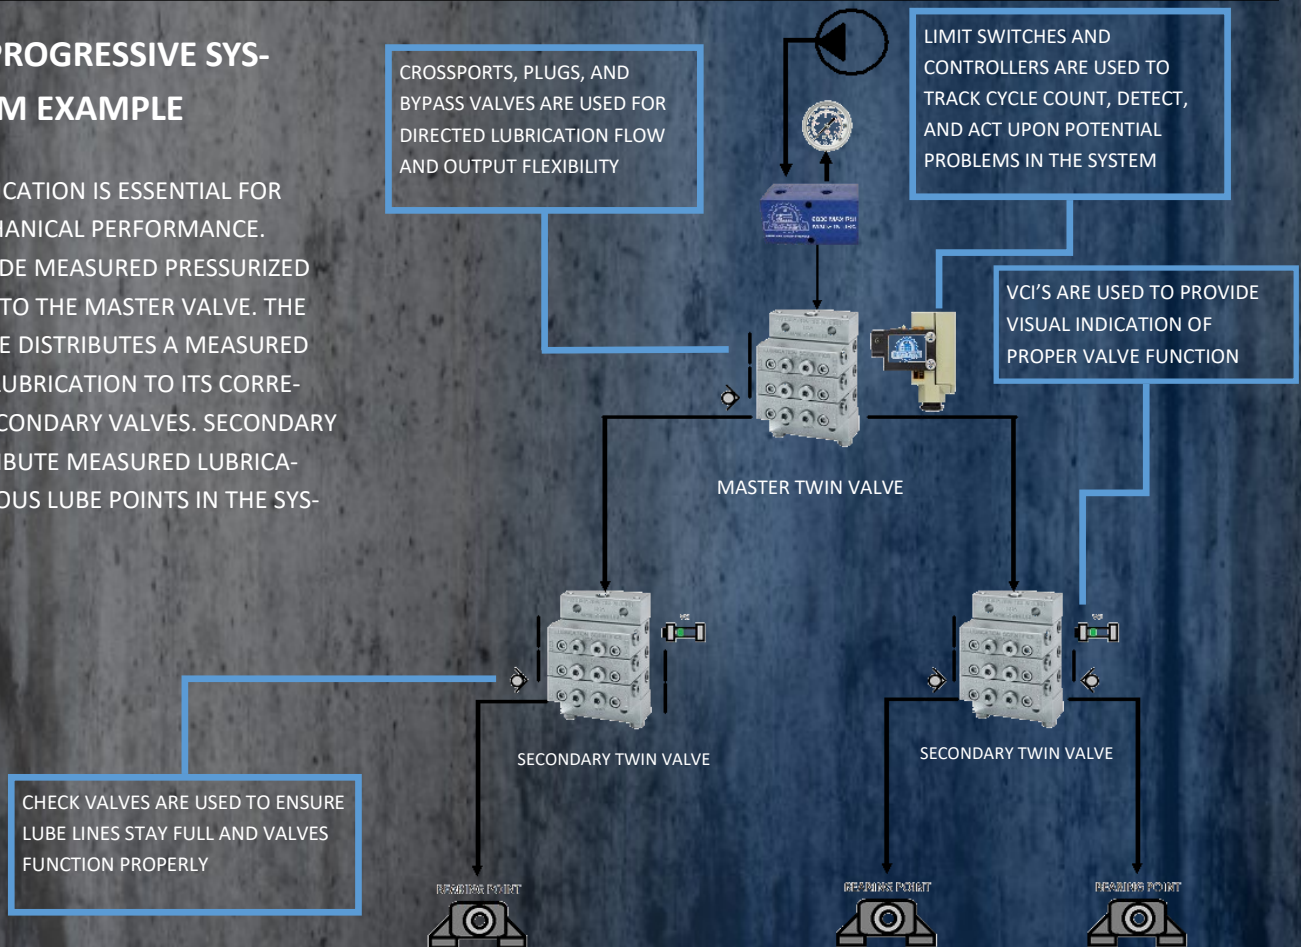 PROGRESSIVE SYS-
M EXAMPLE
ICATION IS ESSENTIAL FOR
HANICAL PERFORMANCE.
DE MEASURED PRESSURIZED
TO THE MASTER VALVE. THE
E DISTRIBUTES A MEASURED
LUBRICATION TO ITS CORRE-
CONDARY VALVES. SECONDARY
IBUTE MEASURED LUBRICA-
OUS LUBE POINTS IN THE SYS-
CROSSPORTS, PLUGS, AND
BYPASS VALVES ARE USED FOR
DIRECTED LUBRICATION FLOW
AND OUTPUT FLEXIBILITY
LIMIT SWITCHES AND
CONTROLLERS ARE USED TO
TRACK CYCLE COUNT, DETECT,
AND ACT UPON POTENTIAL
PROBLEMS IN THE SYSTEM
VCI’S ARE USED TO PROVIDE
VISUAL INDICATION OF
PROPER VALVE FUNCTION
MASTER TWIN VALVE
SECONDARY TWIN VALVE
SECONDARY TWIN VALVE
CHECK VALVES ARE USED TO ENSURE
LUBE LINES STAY FULL AND VALVES
FUNCTION PROPERLY
BEARING POINT
BEARING POINT
BEARING POINT